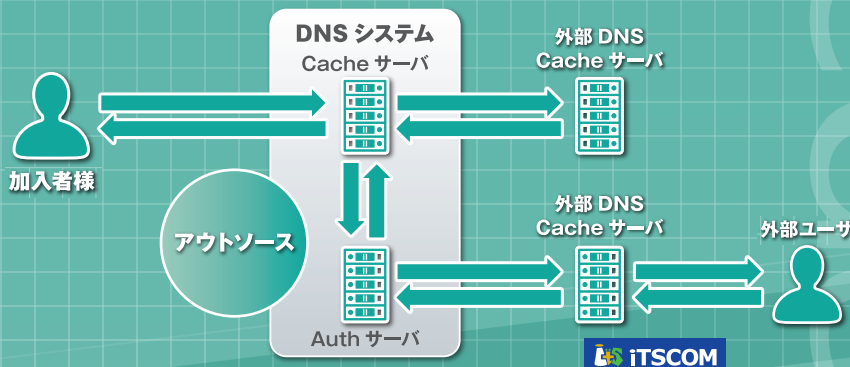 DNS システム
Cache サーバ
外部 DNS
Cache サーバ
加入者様
アウトソース
外部 DNS
Cache サーバ
外部ユーザ
Auth サーバ
iTSCOM